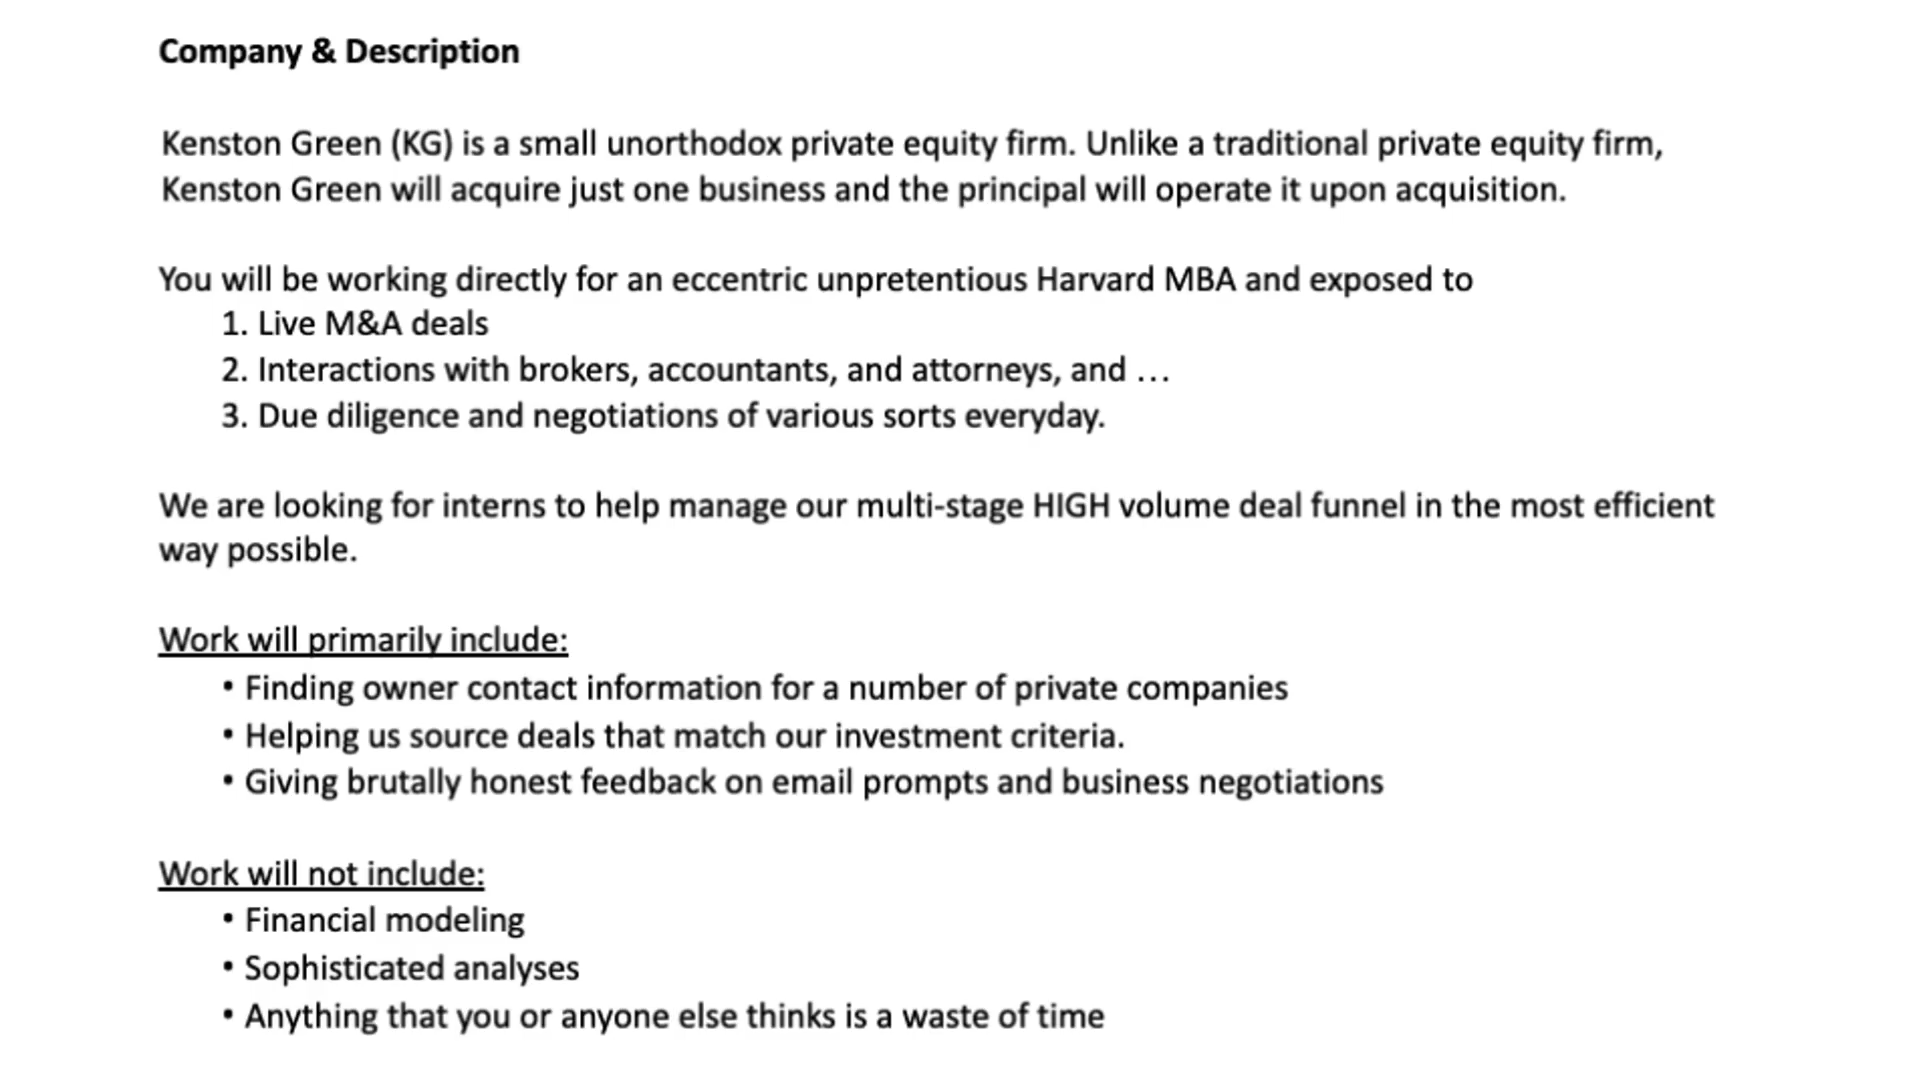 Company & Description
Kenston Green (KG) is a small unorthodox private equity firm. Unlike a traditional private equity firm,
Kenston Green will acquire just one business and the principal will operate it upon acquisition.
You will be working directly for an eccentric unpretentious Harvard MBA and exposed to
1. Live M&A deals
2. Interactions with brokers, accountants, and attorneys, and …
3. Due diligence and negotiations of various sorts everyday.
We are looking for interns to help manage our multi-stage HIGH volume deal funnel in the most efficient
way possible.
Work will primarily include:
• Finding owner contact information for a number of private companies
• Helping us source deals that match our investment criteria.
• Giving brutally honest feedback on email prompts and business negotiations
Work will not include:
• Financial modeling
• Sophisticated analyses
• Anything that you or anyone else thinks is a waste of time